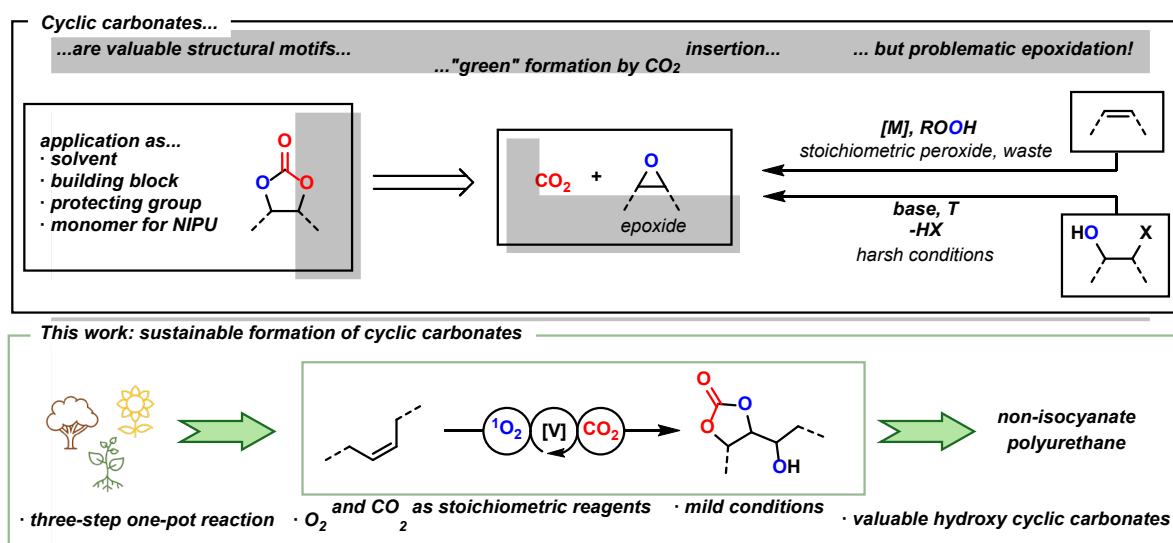 Cyclic carbonates...
...are valuable structural motifs...
insertion...
... but problematic epoxidation!
..."green" formation by CO2
application as...
· solvent
· building block
· protecting group
· monomer for NIPU
O
O
O
CO2
+
O
epoxide
[M], ROOH
stoichiometric peroxide, waste
base, T
-HX
harsh conditions
HO
X
This work: sustainable formation of cyclic carbonates
1O2
[V]
CO2
O
O
O
OH
non-isocyanate
polyurethane
· three-step one-pot reaction
· O2 and CO2 as stoichiometric reagents
· mild conditions
· valuable hydroxy cyclic carbonates